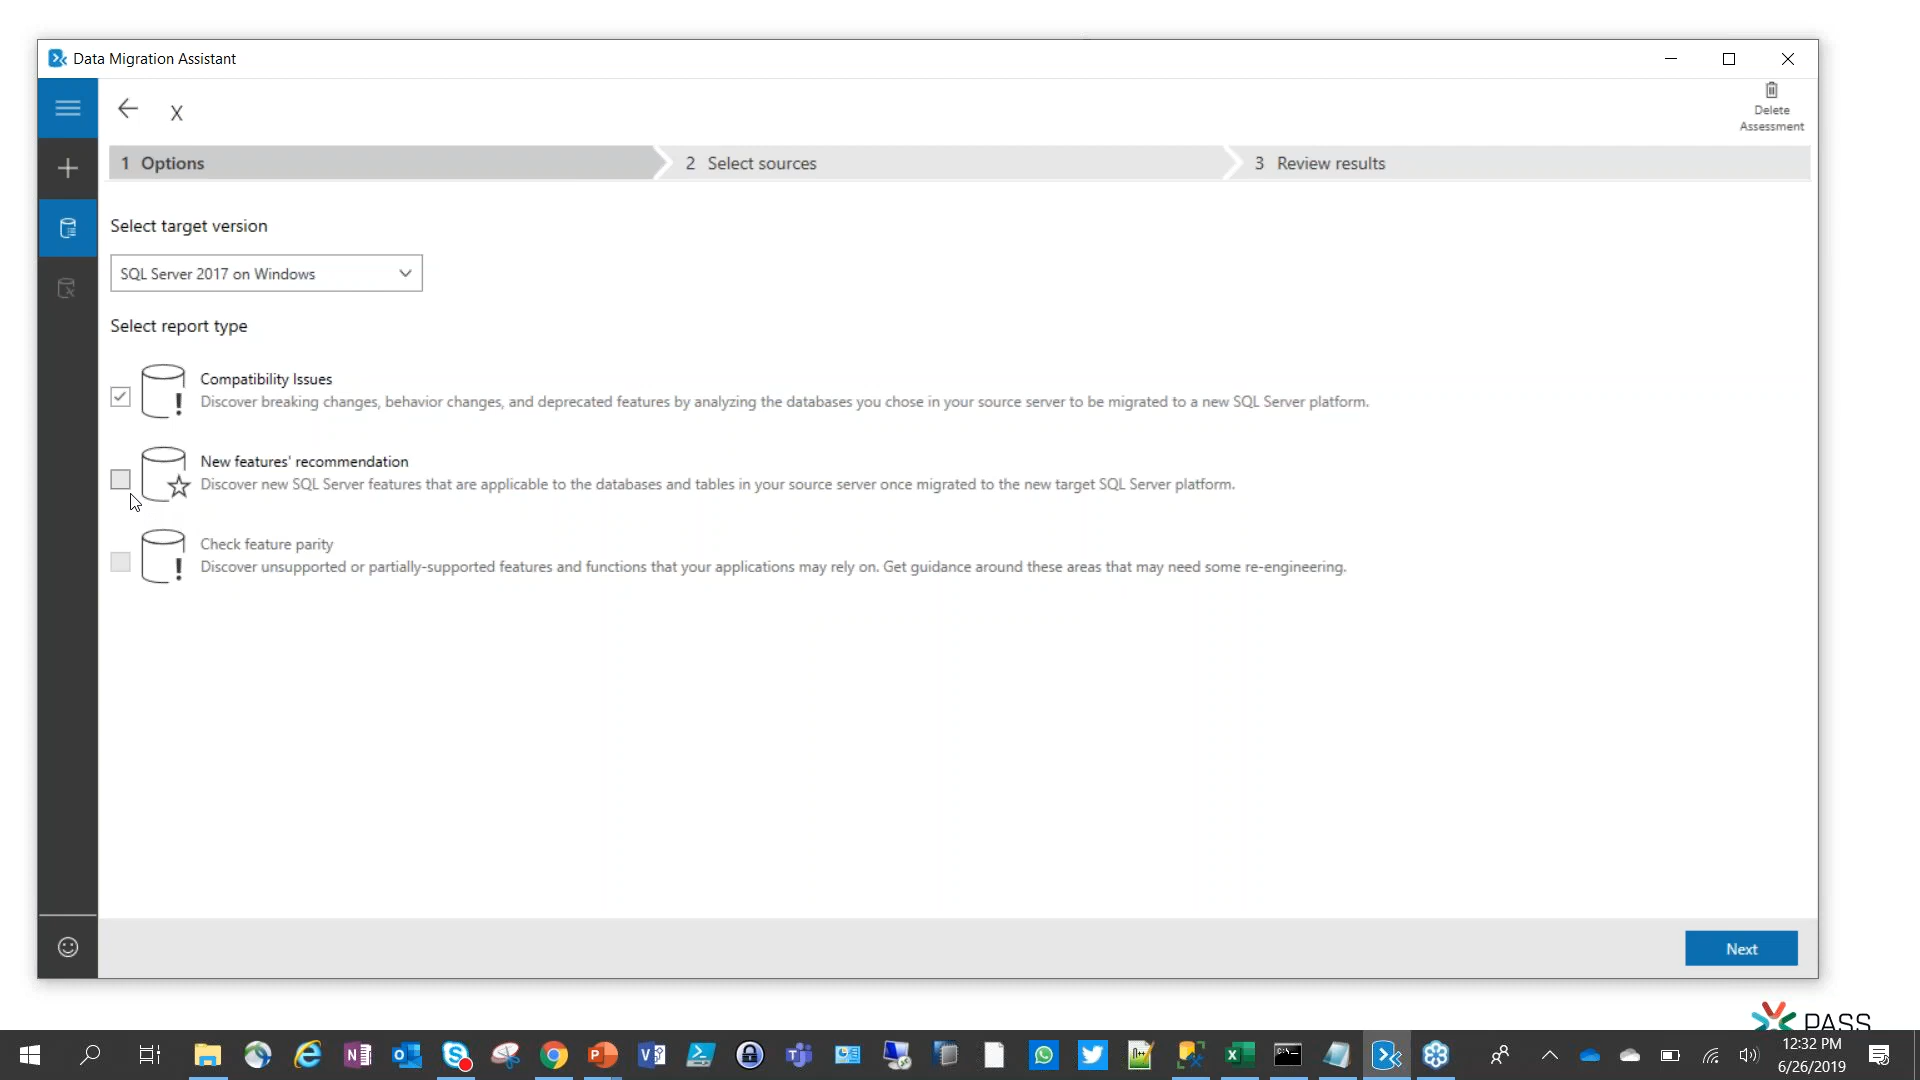 Data Migration Assistant
X
Delete
Assessment
1 Options
2 Select sources
3 Review results
Select target version
SQL Server 2017 on Windows
Select report type
Compatibility Issues
Discover breaking changes, behavior changes, and deprecated features by analyzing the databases you chose in your source server to be migrated to a new SQL Server platform.
New features' recommendation
Discover new SQL Server features that are applicable to the databases and tables in your source server once migrated to the new target SQL Server platform.
Check feature parity
Discover unsupported or partially-supported features and functions that your applications may rely on. Get guidance around these areas that may need some re-engineering.
Next
PASS
12:32 PM
6/26/2019